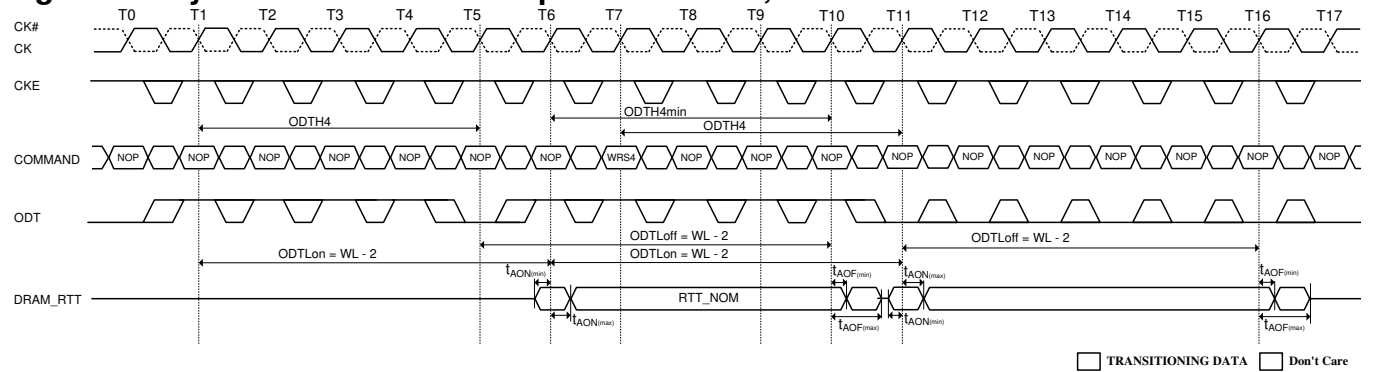 T0 T1 T2 T3 T4 T5 T6 T7 T8 T9 T10 T11 T12 T13 T14 T15 T16 T17
CK#
CK
CKE
ODTH4min
ODTH4 ODTH4
COMMAND NOP NOP NOP NOP NOP NOP NOP WRS4 NOP NOP NOP NOP NOP NOP NOP NOP NOP NOP
ODT
ODTLoff = WL - 2 ODTLoff = WL - 2
ODTLon = WL - 2 ODTLon = WL - 2
tAON(min) tAOF(min) tAON(max) tAOF(min)
DRAM_RTT RTT_NOM
tAON(max) tAOF(max) tAON(min) tAOF(max)
TRANSITIONING DATA Don't Care